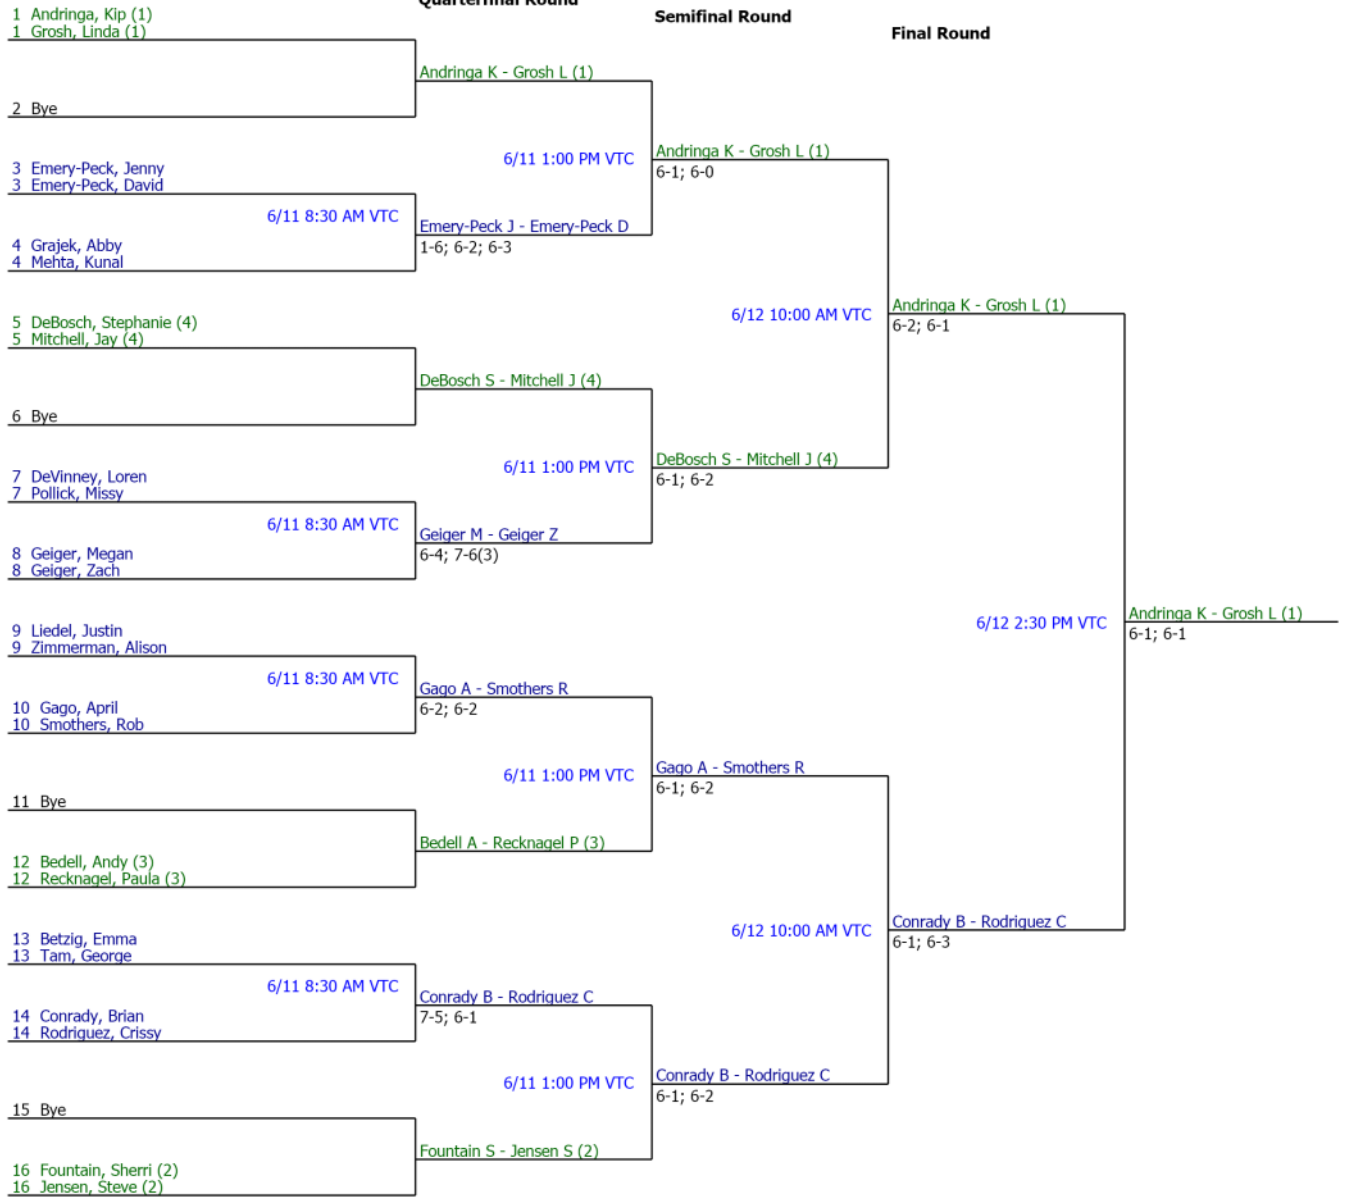 Quarterfinal Round
Semifinal Round
Final Round
1 Andringa, Kip (1)
1 Grosh, Linda (1)
Andringa K - Grosh L (1)
2 Bye
6/11 1:00 PM VTC
Andringa K - Grosh L (1)
6-1; 6-0
3 Emery-Peck, Jenny
3 Emery-Peck, David
6/11 8:30 AM VTC
Emery-Peck J - Emery-Peck D
1-6; 6-2; 6-3
4 Grajek, Abby
4 Mehta, Kunal
6/12 10:00 AM VTC
Andringa K - Grosh L (1)
6-2; 6-1
5 DeBosch, Stephanie (4)
5 Mitchell, Jay (4)
DeBosch S - Mitchell J (4)
6 Bye
6/11 1:00 PM VTC
DeBosch S - Mitchell J (4)
6-1; 6-2
7 DeVinney, Loren
7 Pollick, Missy
6/11 8:30 AM VTC
Geiger M - Geiger Z
6-4; 7-6(3)
8 Geiger, Megan
8 Geiger, Zach
6/12 2:30 PM VTC
Andringa K - Grosh L (1)
6-1; 6-1
9 Liedel, Justin
9 Zimmerman, Alison
6/11 8:30 AM VTC
Gago A - Smothers R
6-2; 6-2
10 Gago, April
10 Smothers, Rob
6/11 1:00 PM VTC
Gago A - Smothers R
6-1; 6-2
11 Bye
Bedell A - Recknagel P (3)
12 Bedell, Andy (3)
12 Recknagel, Paula (3)
6/12 10:00 AM VTC
Conrady B - Rodriguez C
6-1; 6-3
13 Betzig, Emma
13 Tam, George
6/11 8:30 AM VTC
Conrady B - Rodriguez C
7-5; 6-1
14 Conrady, Brian
14 Rodriguez, Crissy
6/11 1:00 PM VTC
Conrady B - Rodriguez C
6-1; 6-2
15 Bye
Fountain S - Jensen S (2)
16 Fountain, Sherri (2)
16 Jensen, Steve (2)